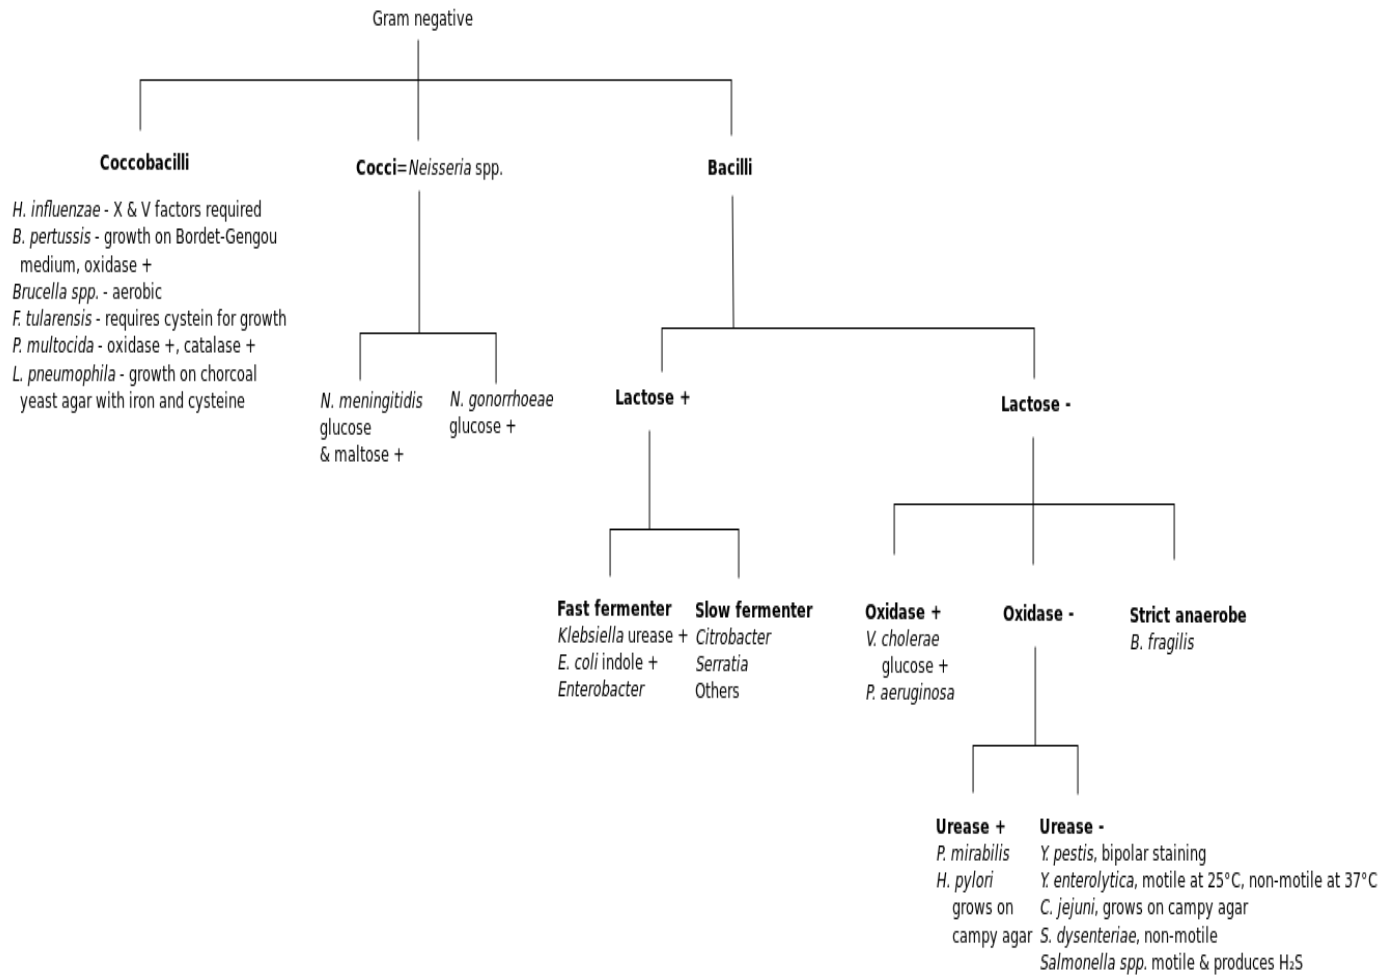 Gram negative
Coccobacilli
H. influenzae - X & V factors required
B. pertussis - growth on Bordet-Gengou
medium, oxidase +
Brucella spp. - aerobic
F. tularensis - requires cystein for growth
P. multocida - oxidase +, catalase +
L. pneumophila - growth on chorcoal
yeast agar with iron and cysteine
Cocci=Neisseria spp.
N. meningitidis
glucose
& maltose +
N. gonorrhoeae
glucose +
Bacilli
Lactose +
Fast fermenter
Klebsiella urease +
E. coli indole +
Enterobacter
Slow fermenter
Citrobacter
Serratia
Others
Lactose -
Oxidase +
V. cholerae
glucose +
P. aeruginosa
Oxidase -
Urease +
P. mirabilis
H. pylori
grows on
campy agar
Urease -
Y. pestis, bipolar staining
Y. enterolytica, motile at 25°C, non-motile at 37°C
C. jejuni, grows on campy agar
S. dysenteriae, non-motile
Salmonella spp. motile & produces H₂S
Strict anaerobe
B. fragilis